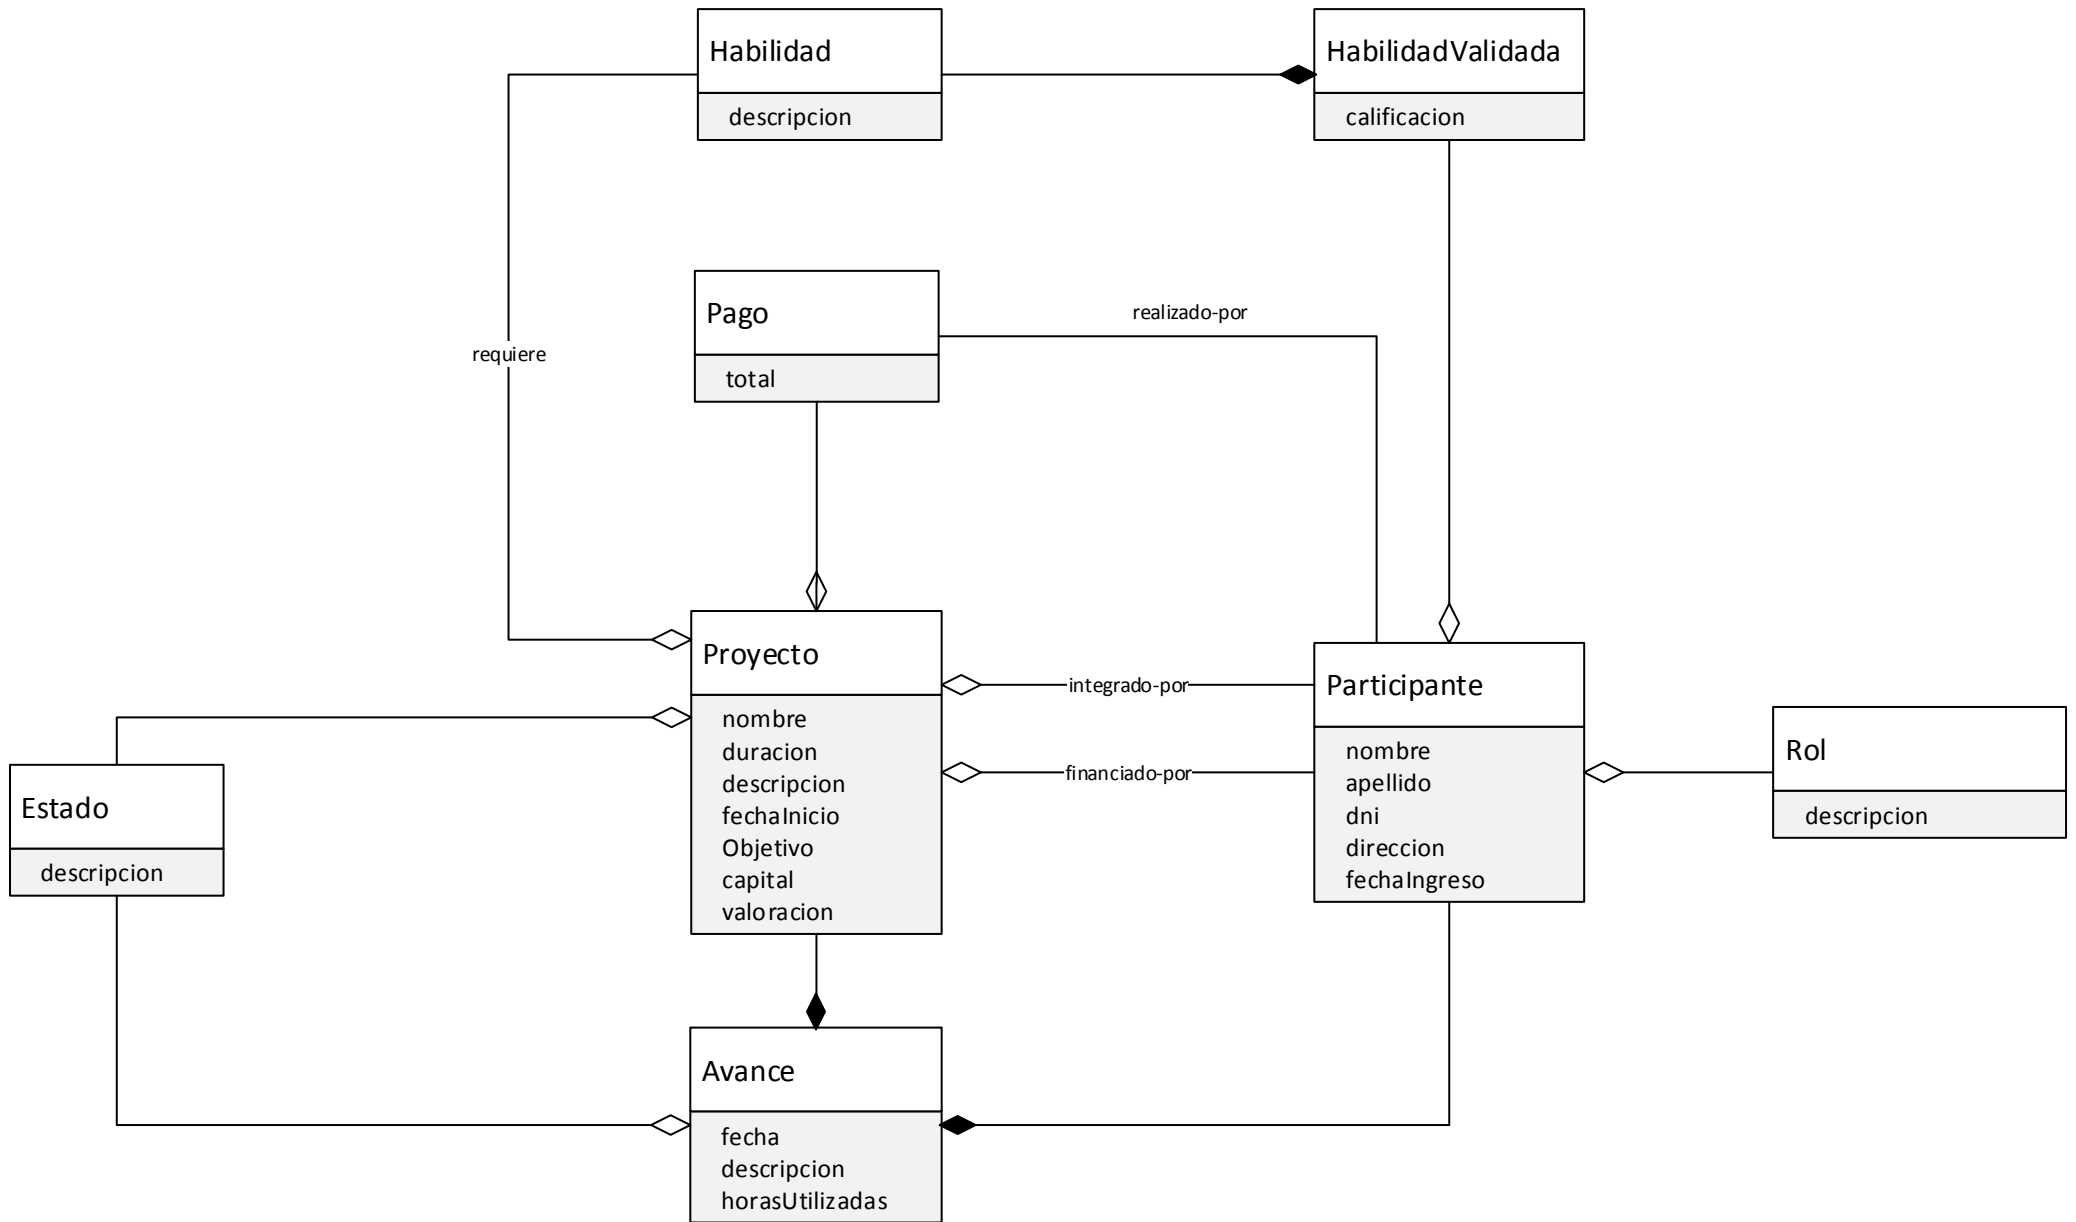 Habilidad
descripcion
HabilidadValidada
calificacion
requiere
Pago
total
realizado-por
Proyecto
nombre
duracion
descripcion
fechaInicio
Objetivo
capital
valoracion
integrado-por
financiado-por
Participante
nombre
apellido
dni
direccion
fechaIngreso
Rol
descripcion
Estado
descripcion
Avance
fecha
descripcion
horasUtilizadas